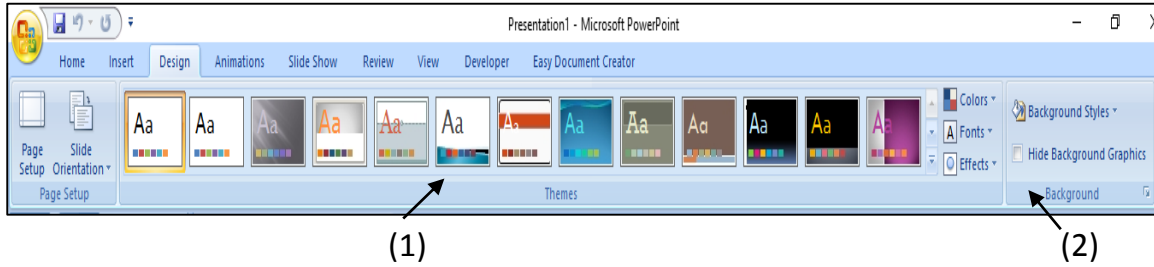 Presentation1 - Microsoft PowerPoint
Home Insert Design Animations Slide Show Review View Developer Easy Document Creator
Aa Aa Aa Aa Aa Aa Aa Aa Aa Aa Aa Aa Aa
Colors
Fonts
Effects
Background Styles
Hide Background Graphics
Page Setup
Slide Orientation
Page Setup Themes Background
(1) (2)